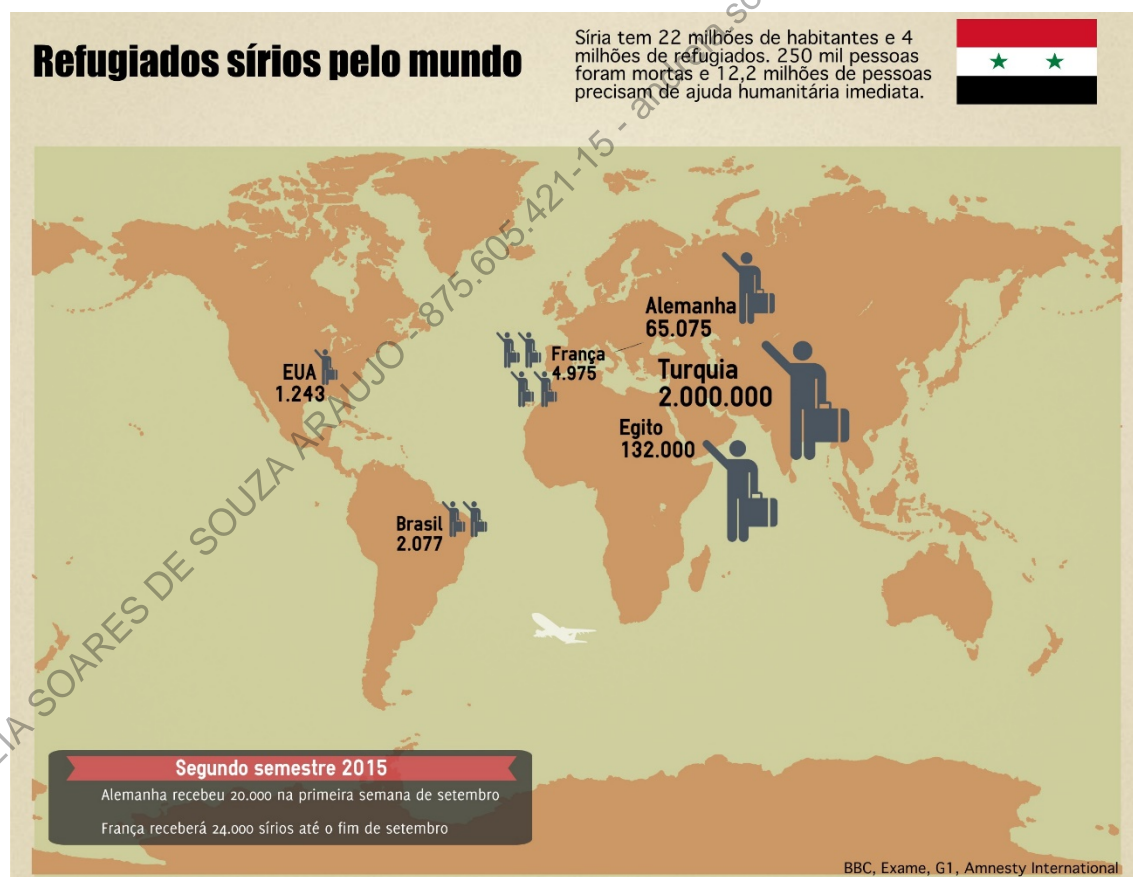 Refugiados sírios pelo mundo
Síria tem 22 milhões de habitantes e 4
milhões de refugiados. 250 mil pessoas
foram mortas e 12,2 milhões de pessoas
precisam de ajuda humanitária imediata.
Alemanha
65.075
França
4.975
EUA
1.243
Turquia
2.000.000
Egito
132.000
Brasil
2.077
Segundo semestre 2015
Alemanha recebeu 20.000 na primeira semana de setembro
França receberá 24.000 sírios até o fim de setembro
BBC, Exame, G1, Amnesty International
LIA SOARES DE SOUZA ARAUJO - 875.605.421-15 - andrem.so